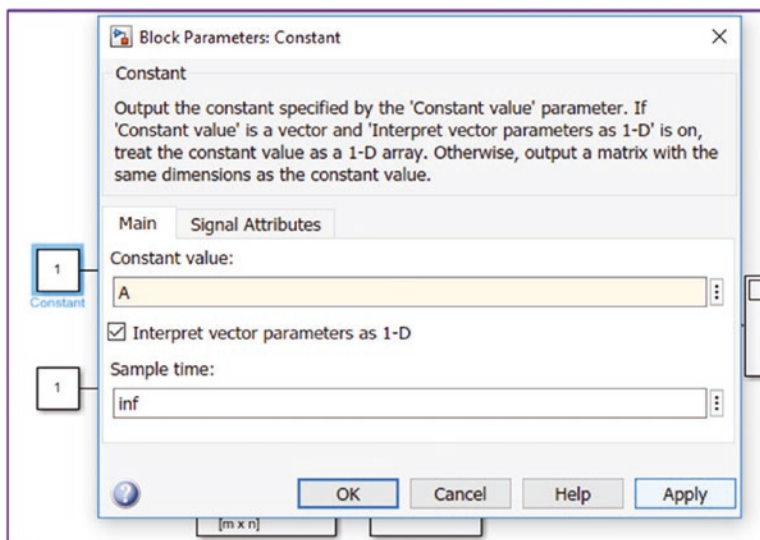 Block Parameters: Constant
Constant
Output the constant specified by the 'Constant value' parameter. If
'Constant value' is a vector and 'Interpret vector parameters as 1-D' is on,
treat the constant value as a 1-D array. Otherwise, output a matrix with the
same dimensions as the constant value.
Main Signal Attributes
Constant value:
A
Interpret vector parameters as 1-D
Sample time:
inf
OK Cancel Help Apply
1
Constant
1
[m x n]